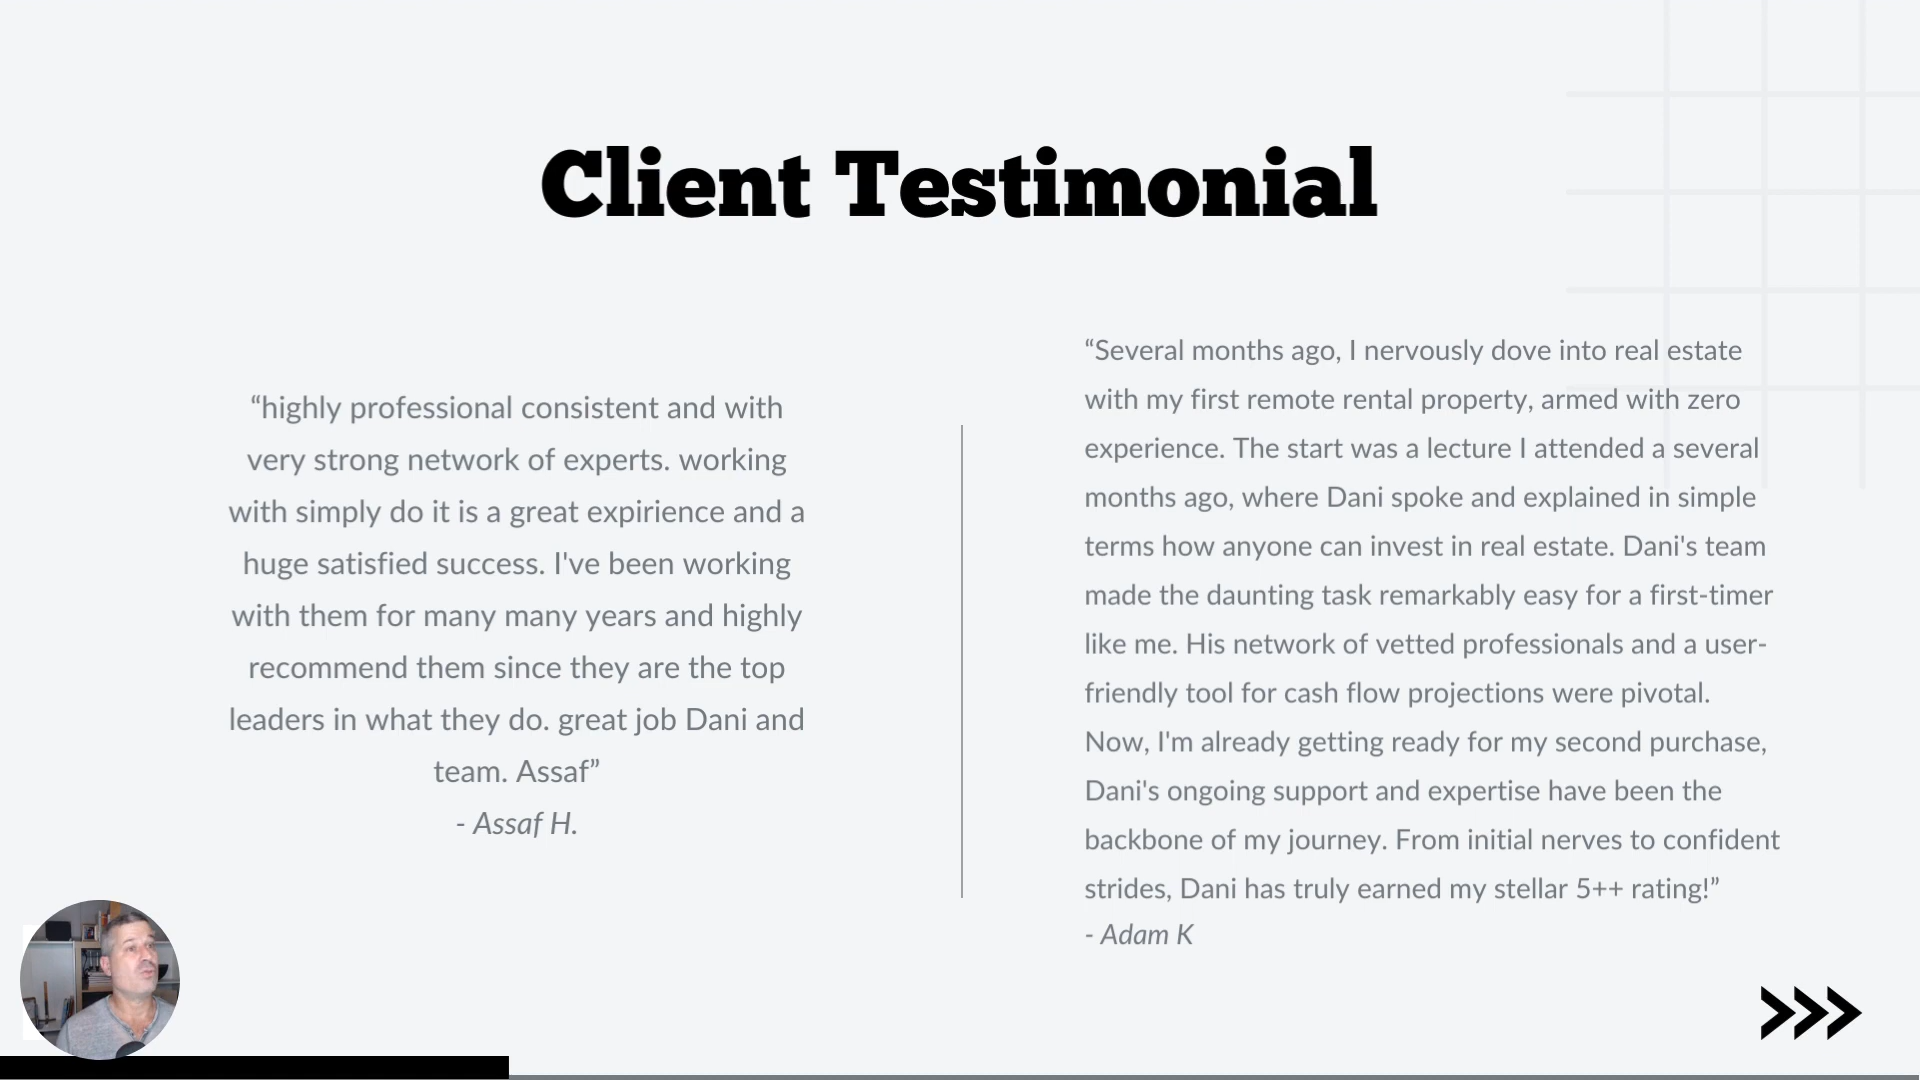 Client Testimonial
“highly professional consistent and with
very strong network of experts. working
with simply do it is a great expirience and a
huge satisfied success. I've been working
with them for many many years and highly
recommend them since they are the top
leaders in what they do. great job Dani and
team. Assaf”
- Assaf H.
“Several months ago, I nervously dove into real estate
with my first remote rental property, armed with zero
experience. The start was a lecture I attended a several
months ago, where Dani spoke and explained in simple
terms how anyone can invest in real estate. Dani's team
made the daunting task remarkably easy for a first-timer
like me. His network of vetted professionals and a user-
friendly tool for cash flow projections were pivotal.
Now, I'm already getting ready for my second purchase,
Dani's ongoing support and expertise have been the
backbone of my journey. From initial nerves to confident
strides, Dani has truly earned my stellar 5++ rating!”
- Adam K